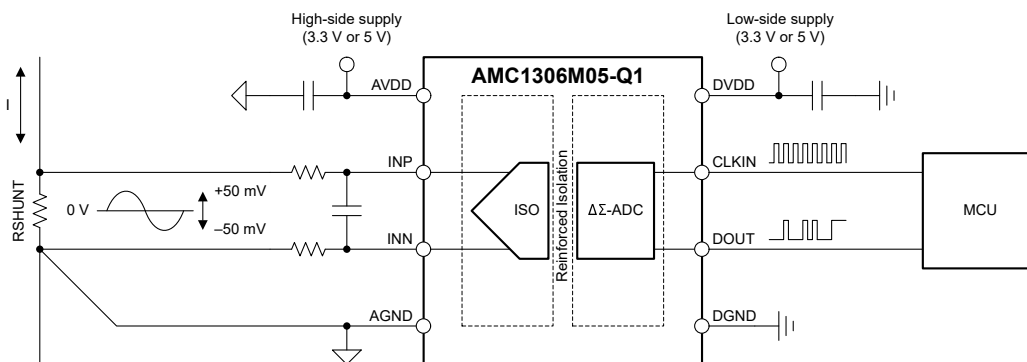 High-side supply
(3.3 V or 5 V)
Low-side supply
(3.3 V or 5 V)
AMC1306M05-Q1
AVDD
DVDD
I
INP
CLKIN
RSHUNT
0 V
+50 mV
–50 mV
ISO
Reinforced Isolation
ΔΣ-ADC
MCU
INN
DOUT
AGND
DGND